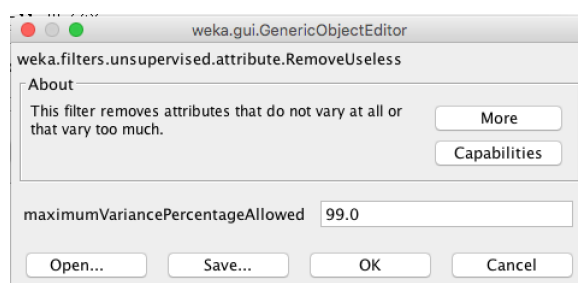 weka.gui.GenericObjectEditor
weka.filters.unsupervised.attribute.RemoveUseless
About
This filter removes attributes that do not vary at all or
that vary too much.
More
Capabilities
maximumVariancePercentageAllowed 99.0
Open... Save... OK Cancel